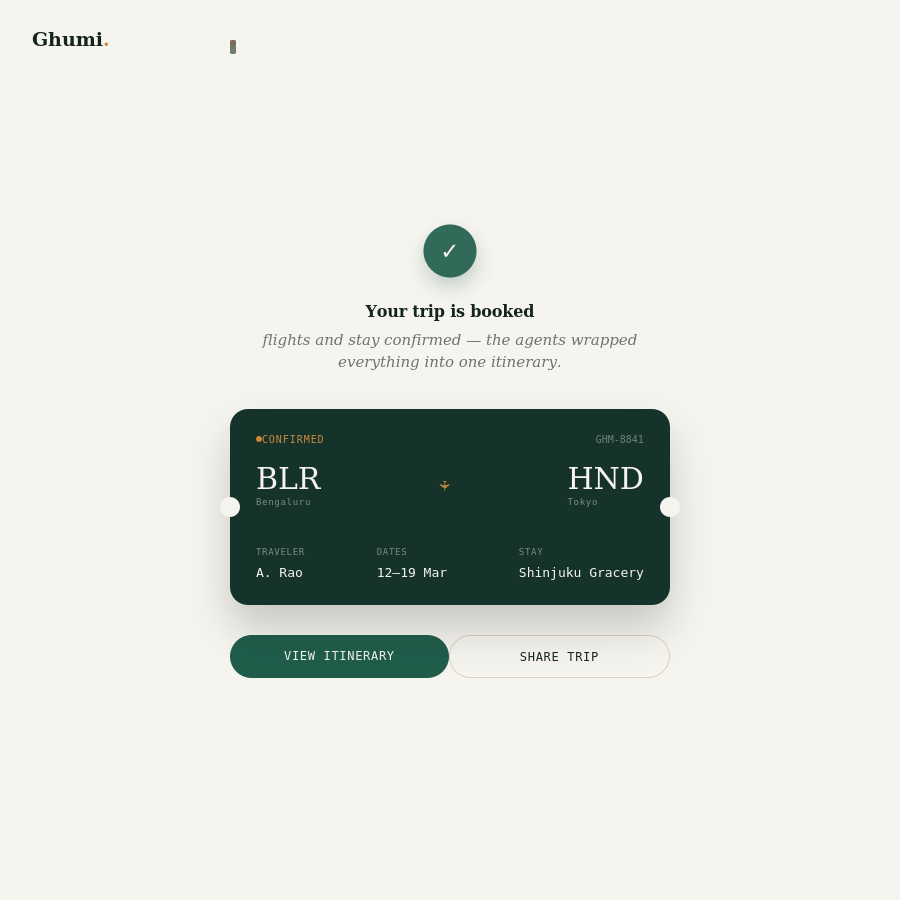 Ghumi.
✓
Your trip is booked
flights and stay confirmed — the agents wrapped
everything into one itinerary.
CONFIRMED GHM-8841
BLR HND
Bengaluru Tokyo
TRAVELER DATES STAY
A. Rao 12–19 Mar Shinjuku Gracery
VIEW ITINERARY SHARE TRIP